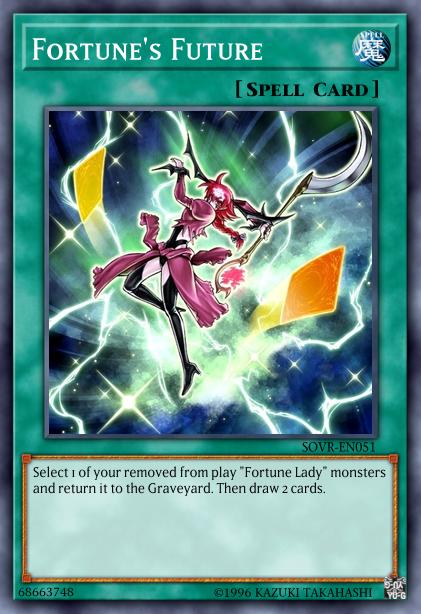 Fortune's Future
SPELL
魔
[Spell Card]
SOVR-EN051
Select 1 of your removed from play "Fortune Lady" monsters
and return it to the Graveyard. Then draw 2 cards.
68663748
©1996 KAZUKI TAKAHASHI